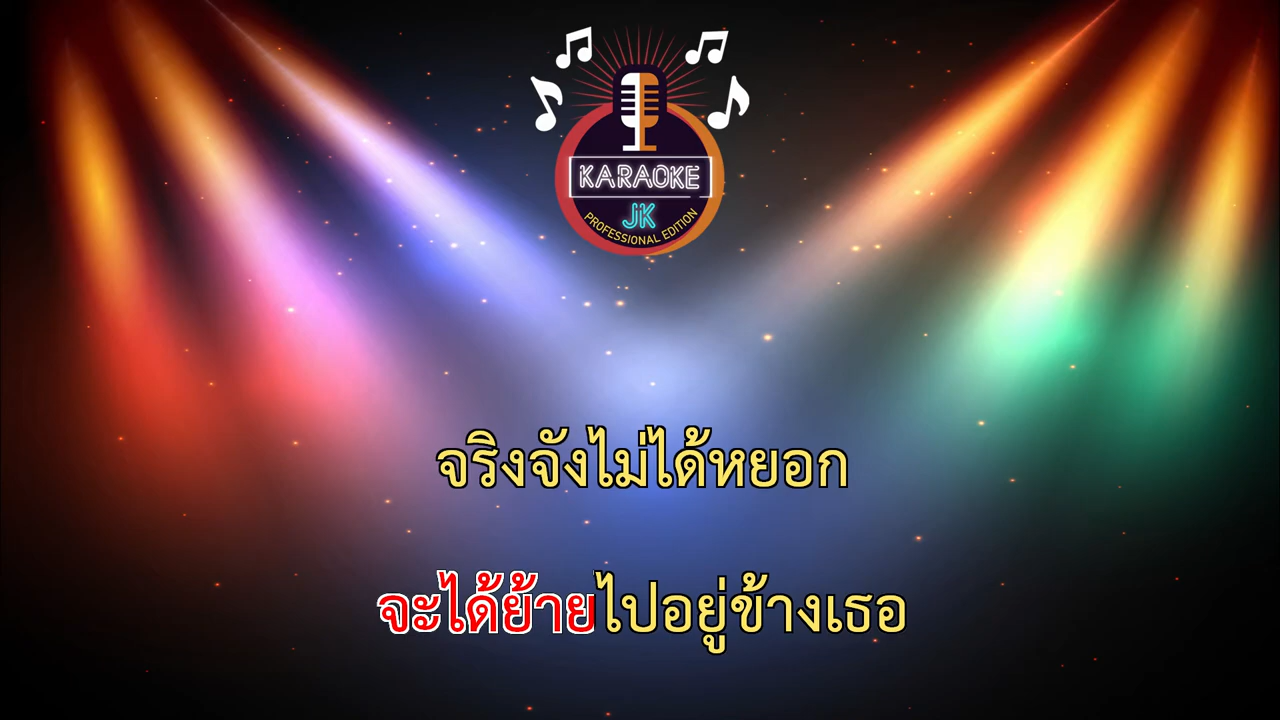 KARAOKE
JK
PROFESSIONAL EDITION
จริงจังไม่ได้หยอก
จะได้ย้ายไปอยู่ข้างเธอ